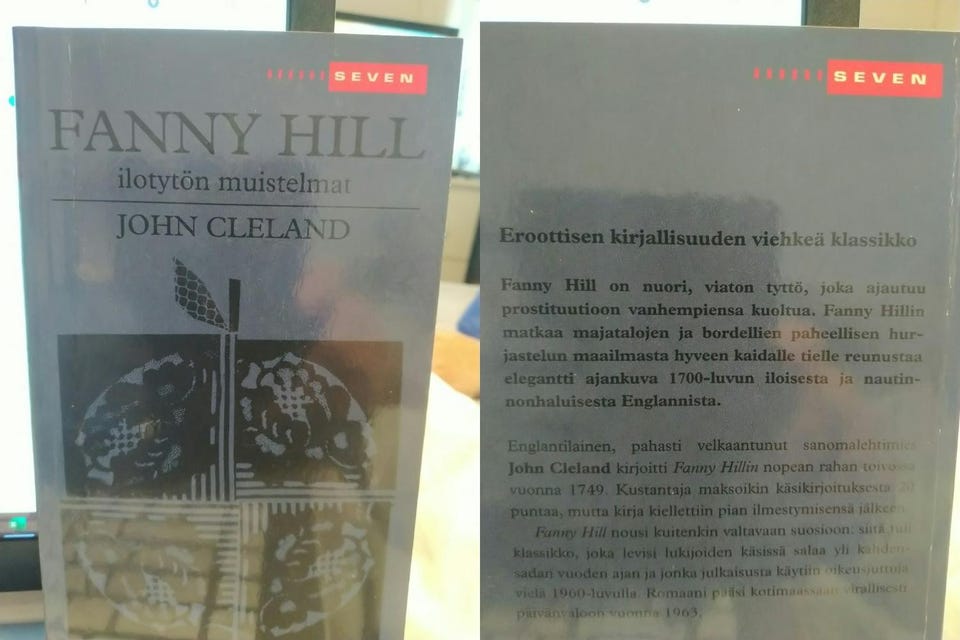 SEVEN
FANNY HILL
ilotytön muistelmat
JOHN CLELAND
SEVEN
Eroottisen kirjallisuuden viehkeä klassikko
Fanny Hill on nuori, viaton tyttö, joka ajautuu
prostituutioon vanhempiensa kuoltua. Fanny Hillin
matkaa majatalojen ja bordellien paheellisen hur-
jastelun maailmasta hyveen kaidalle tielle reunustaa
elegantti ajankuva 1700-luvun iloisesta ja nautin-
nonhaluisesta Englannista.
Englantilainen, pahasti velkaantunut sanomalehtimies
John Cleland kirjoitti Fanny Hillin nopean rahan toivossa
vuonna 1749. Kustantaja maksoikin käsikirjoituksesta 20
puntaa, mutta kirja kiellettiin pian ilmestymisensä jälkeen.
Fanny Hill nousi kuitenkin valtavaan suosioon: siitä tuli
klassikko, joka levisi lukijoiden käsissä salaa yli kahden-
sadan vuoden ajan ja jonka julkaisusta käytiin oikeusjuttuja
vielä 1960-luvulla. Romaani pääsi kotimaassaan virallisesti
päivänvaloon vuonna 1963.